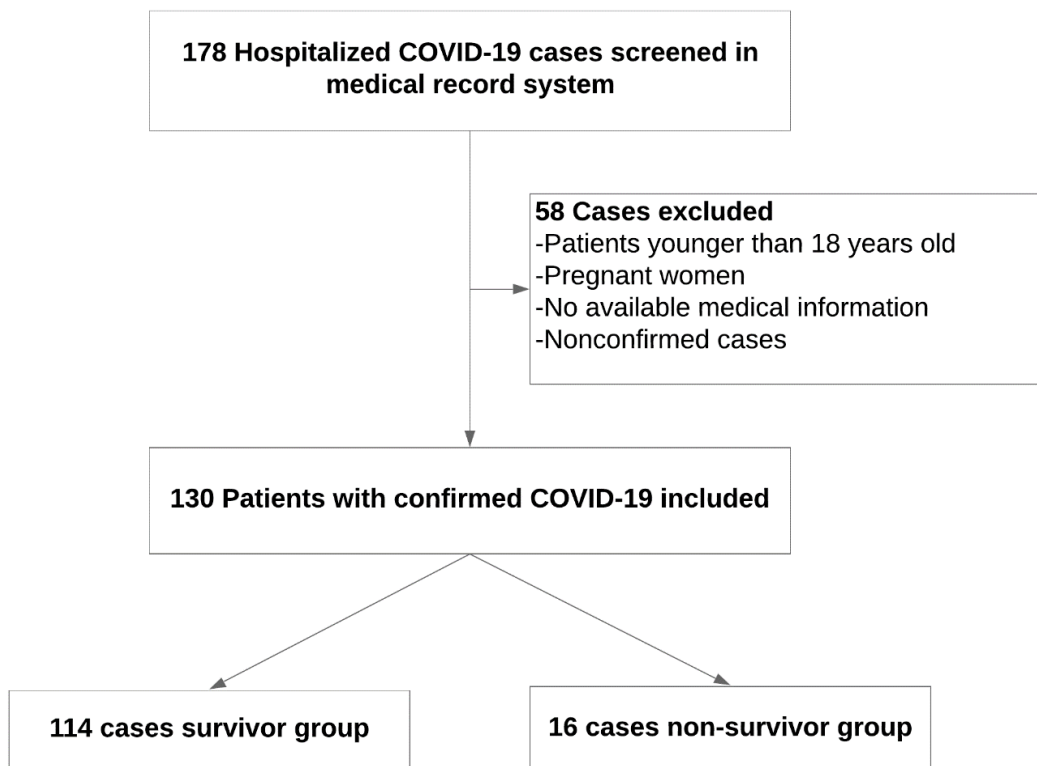 178 Hospitalized COVID-19 cases screened in
medical record system
58 Cases excluded
-Patients younger than 18 years old
-Pregnant women
-No available medical information
-Nonconfirmed cases
130 Patients with confirmed COVID-19 included
114 cases survivor group
16 cases non-survivor group